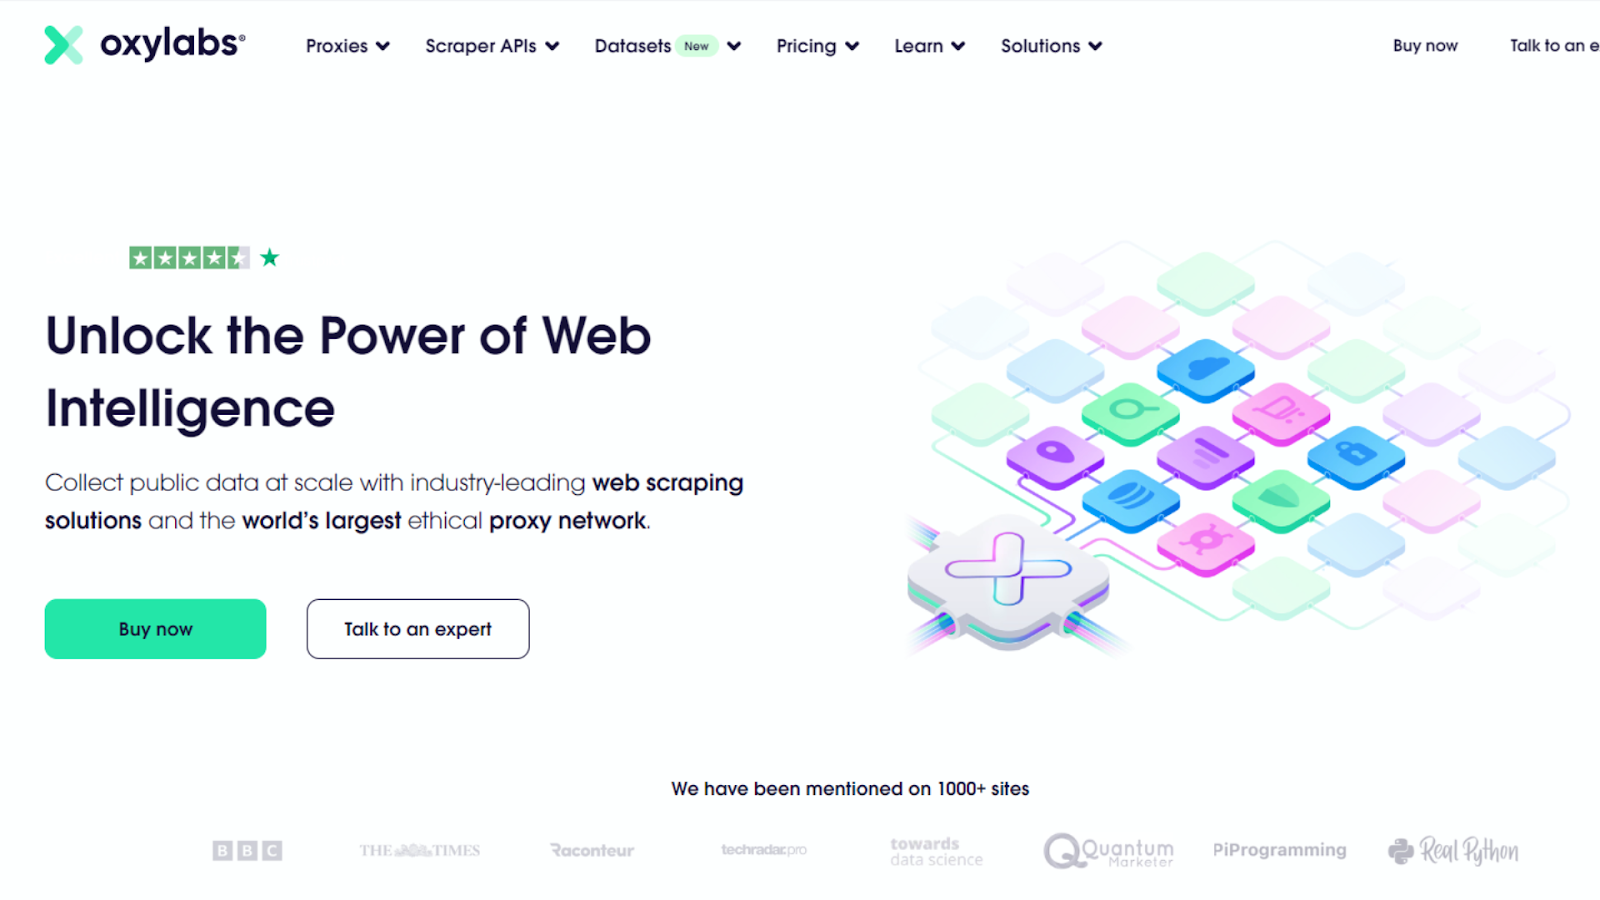 oxylabs®
Proxies
Scraper APIs
Datasets New
Pricing
Learn
Solutions
Buy now
Talk to an e
Unlock the Power of Web
Intelligence
Collect public data at scale with industry-leading web scraping
solutions and the world's largest ethical proxy network.
Buy now
Talk to an expert
We have been mentioned on 1000+ sites
BBC
THE TIMES
Raconteur
techradar.pro
towards
data science
Quantum
Marketer
PiProgramming
Real Python